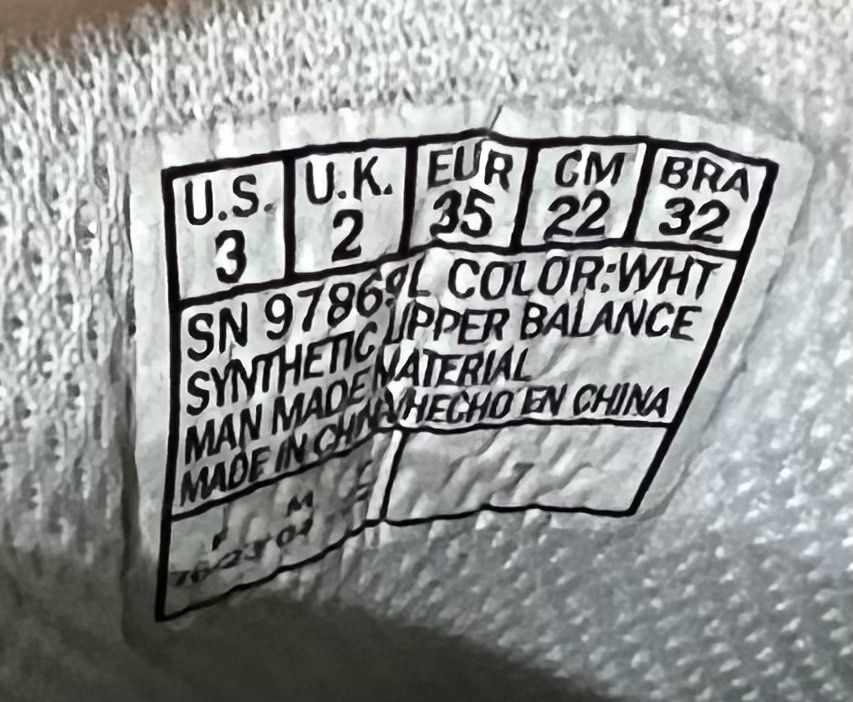 U.S. U.K. EUR CM BRA
3 2 35 22 32
SN 97869L COLOR:WHT
SYNTHETIC UPPER BALANCE
MAN MADE MATERIAL
MADE IN CHINA/HECHO EN CHINA